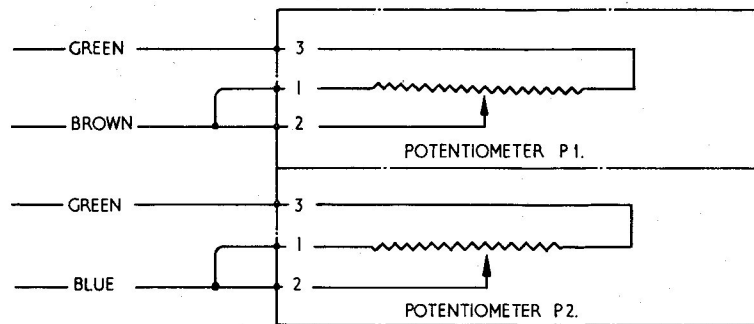 GREEN 3
1
BROWN 2
POTENTIOMETER P1.
GREEN 3
1
BLUE 2
POTENTIOMETER P2.